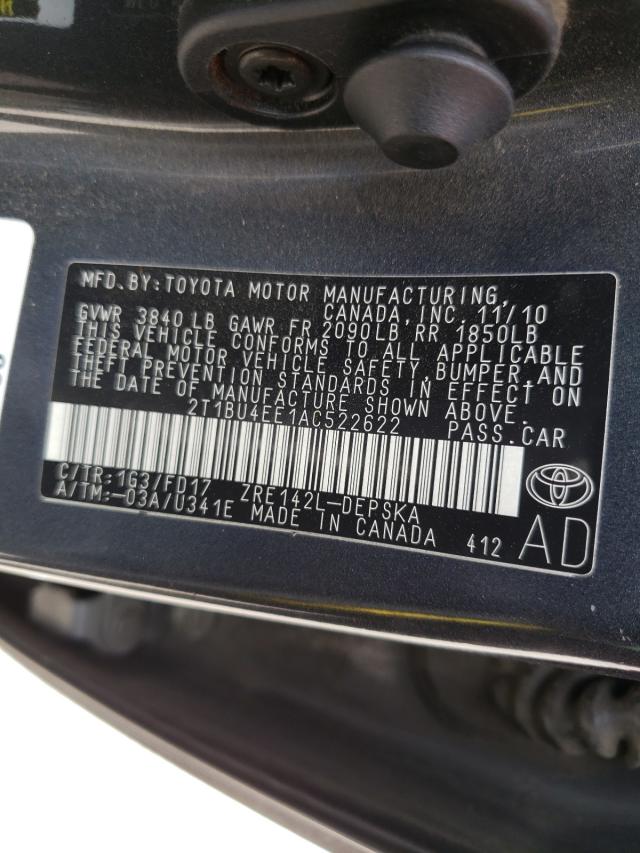 MFD.BY:TOYOTA MOTOR MANUFACTURING,
CANADA, INC. 11/10
GVWR 3840LB GAWR FR 2090LB, RR 1850LB
THIS VEHICLE CONFORMS TO ALL APPLICABLE
FEDERAL MOTOR VEHICLE SAFETY, BUMPER, AND
THEFT PREVENTION STANDARDS IN EFFECT ON
THE DATE OF MANUFACTURE SHOWN ABOVE.
2T1BU4EE1AC522622 PASS.CAR
C/TR:1G3/FD17 ZRE142L-DEPSKA
A/TM:-03A/U341E MADE IN CANADA 412 AD